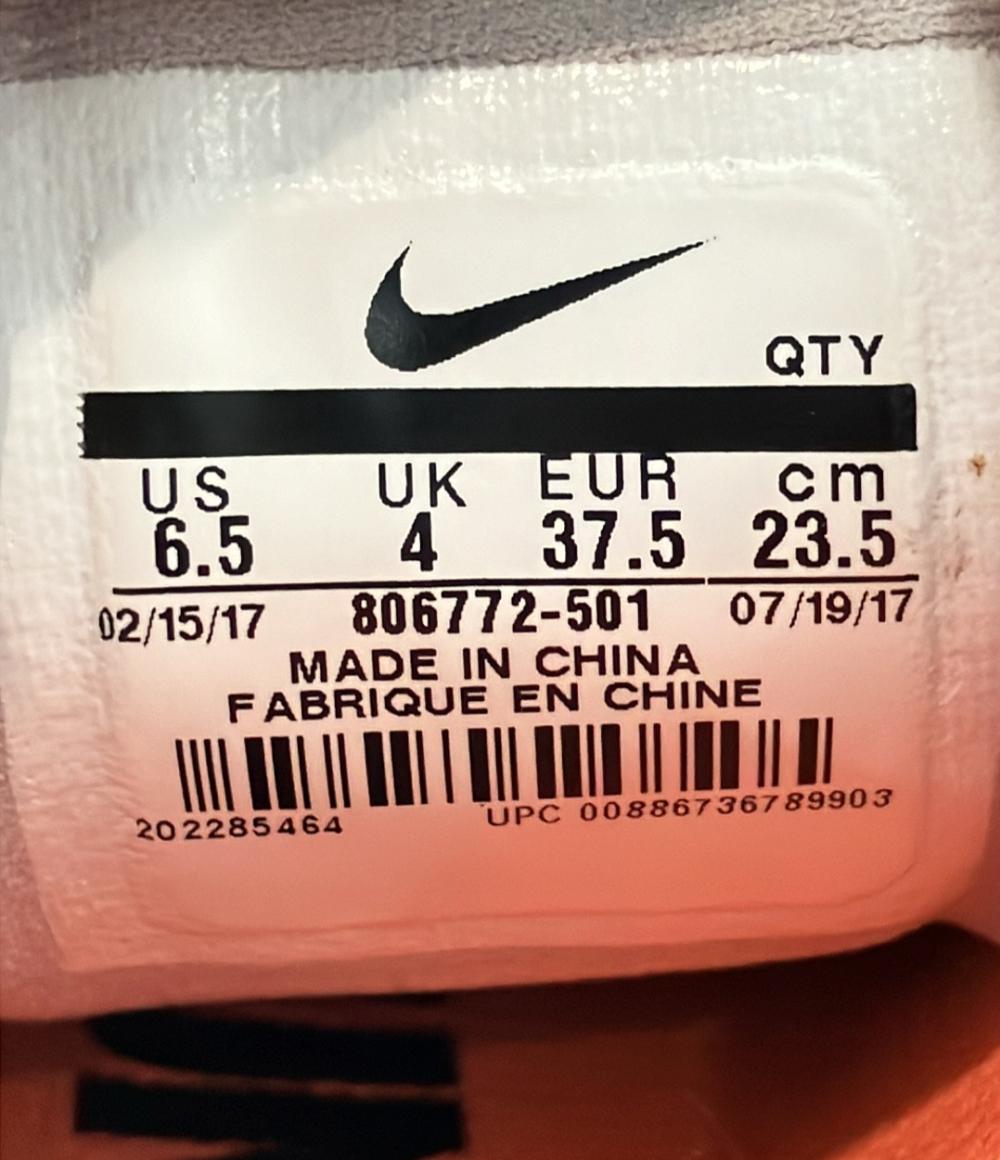 QTY
US UK EUR cm
6.5 4 37.5 23.5
02/15/17 806772-501 07/19/17
MADE IN CHINA
FABRIQUE EN CHINE
202285464 UPC 00886736789903